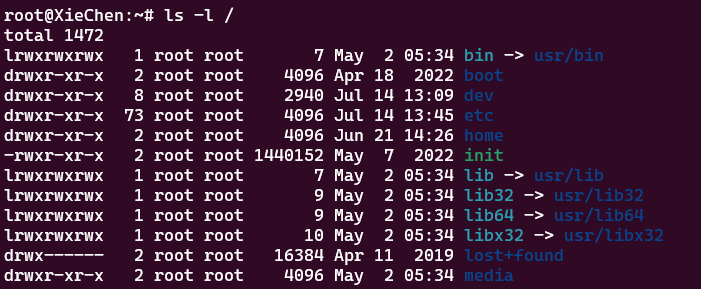 root@XieChen:~# ls -l /
total 1472
lrwxrwxrwx   1 root root       7 May  2 05:34 bin -> usr/bin
drwxr-xr-x   2 root root    4096 Apr 18  2022 boot
drwxr-xr-x   8 root root    2940 Jul 14 13:09 dev
drwxr-xr-x  73 root root    4096 Jul 14 13:45 etc
drwxr-xr-x   2 root root    4096 Jun 21 14:26 home
-rwxr-xr-x   2 root root 1440152 May  7  2022 init
lrwxrwxrwx   1 root root       7 May  2 05:34 lib -> usr/lib
lrwxrwxrwx   1 root root       9 May  2 05:34 lib32 -> usr/lib32
lrwxrwxrwx   1 root root       9 May  2 05:34 lib64 -> usr/lib64
lrwxrwxrwx   1 root root      10 May  2 05:34 libx32 -> usr/libx32
drwx------   2 root root   16384 Apr 11  2019 lost+found
drwxr-xr-x   2 root root    4096 May  2 05:34 media